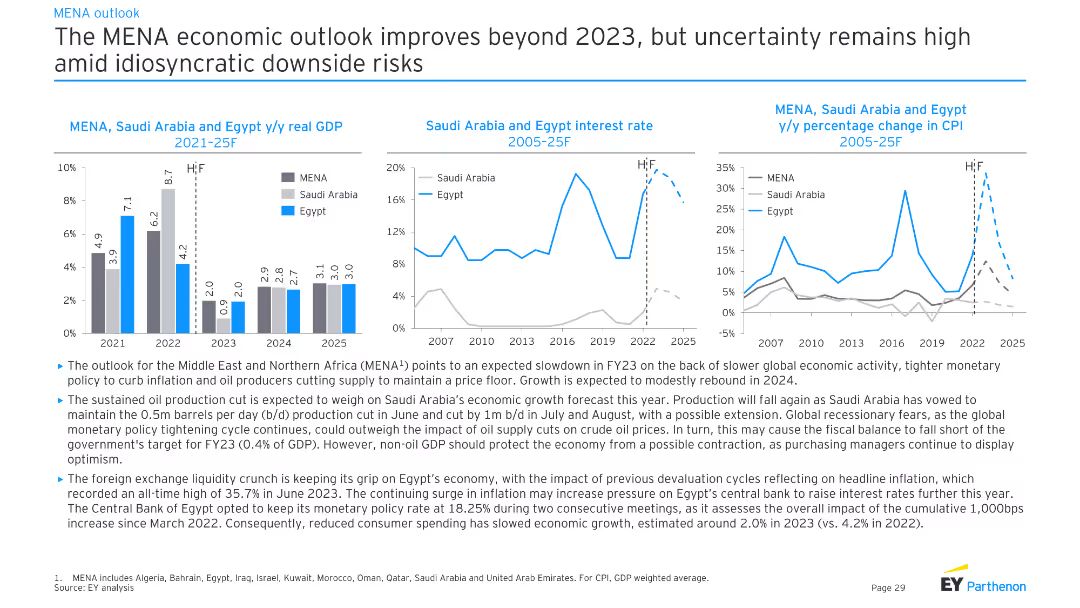 MENA outlook
The MENA economic outlook improves beyond 2023, but uncertainty remains high
amid idiosyncratic downside risks
MENA, Saudi Arabia and Egypt y/y real GDP
2021–25F
10%
8%
6%
4%
2%
0%
H F
MENA
Saudi Arabia
Egypt
4.9
3.9
7.1
6.2
8.7
4.2
2.0
0.9
2.0
2.9
2.8
2.7
3.1
3.0
3.0
2021
2022
2023
2024
2025
Saudi Arabia and Egypt interest rate
2005–25F
20%
16%
12%
8%
4%
0%
H F
Saudi Arabia
Egypt
2007
2010
2013
2016
2019
2022
2025
MENA, Saudi Arabia and Egypt
y/y percentage change in CPI
2005–25F
35%
30%
25%
20%
15%
10%
5%
0%
-5%
H F
MENA
Saudi Arabia
Egypt
2007
2010
2013
2016
2019
2022
2025
▸ The outlook for the Middle East and Northern Africa (MENA¹) points to an expected slowdown in FY23 on the back of slower global economic activity, tighter monetary
policy to curb inflation and oil producers cutting supply to maintain a price floor. Growth is expected to modestly rebound in 2024.
▸ The sustained oil production cut is expected to weigh on Saudi Arabia's economic growth forecast this year. Production will fall again as Saudi Arabia has vowed to
maintain the 0.5m barrels per day (b/d) production cut in June and cut by 1m b/d in July and August, with a possible extension. Global recessionary fears, as the global
monetary policy tightening cycle continues, could outweigh the impact of oil supply cuts on crude oil prices. In turn, this may cause the fiscal balance to fall short of the
government's target for FY23 (0.4% of GDP). However, non-oil GDP should protect the economy from a possible contraction, as purchasing managers continue to display
optimism.
▸ The foreign exchange liquidity crunch is keeping its grip on Egypt's economy, with the impact of previous devaluation cycles reflecting on headline inflation, which
recorded an all-time high of 35.7% in June 2023. The continuing surge in inflation may increase pressure on Egypt's central bank to raise interest rates further this year.
The Central Bank of Egypt opted to keep its monetary policy rate at 18.25% during two consecutive meetings, as it assesses the overall impact of the cumulative 1,000bps
increase since March 2022. Consequently, reduced consumer spending has slowed economic growth, estimated around 2.0% in 2023 (vs. 4.2% in 2022).
1. MENA includes Algeria, Bahrain, Egypt, Iraq, Israel, Kuwait, Morocco, Oman, Qatar, Saudi Arabia and United Arab Emirates. For CPI, GDP weighted average.
Source: EY analysis
Page 29
EY Parthenon